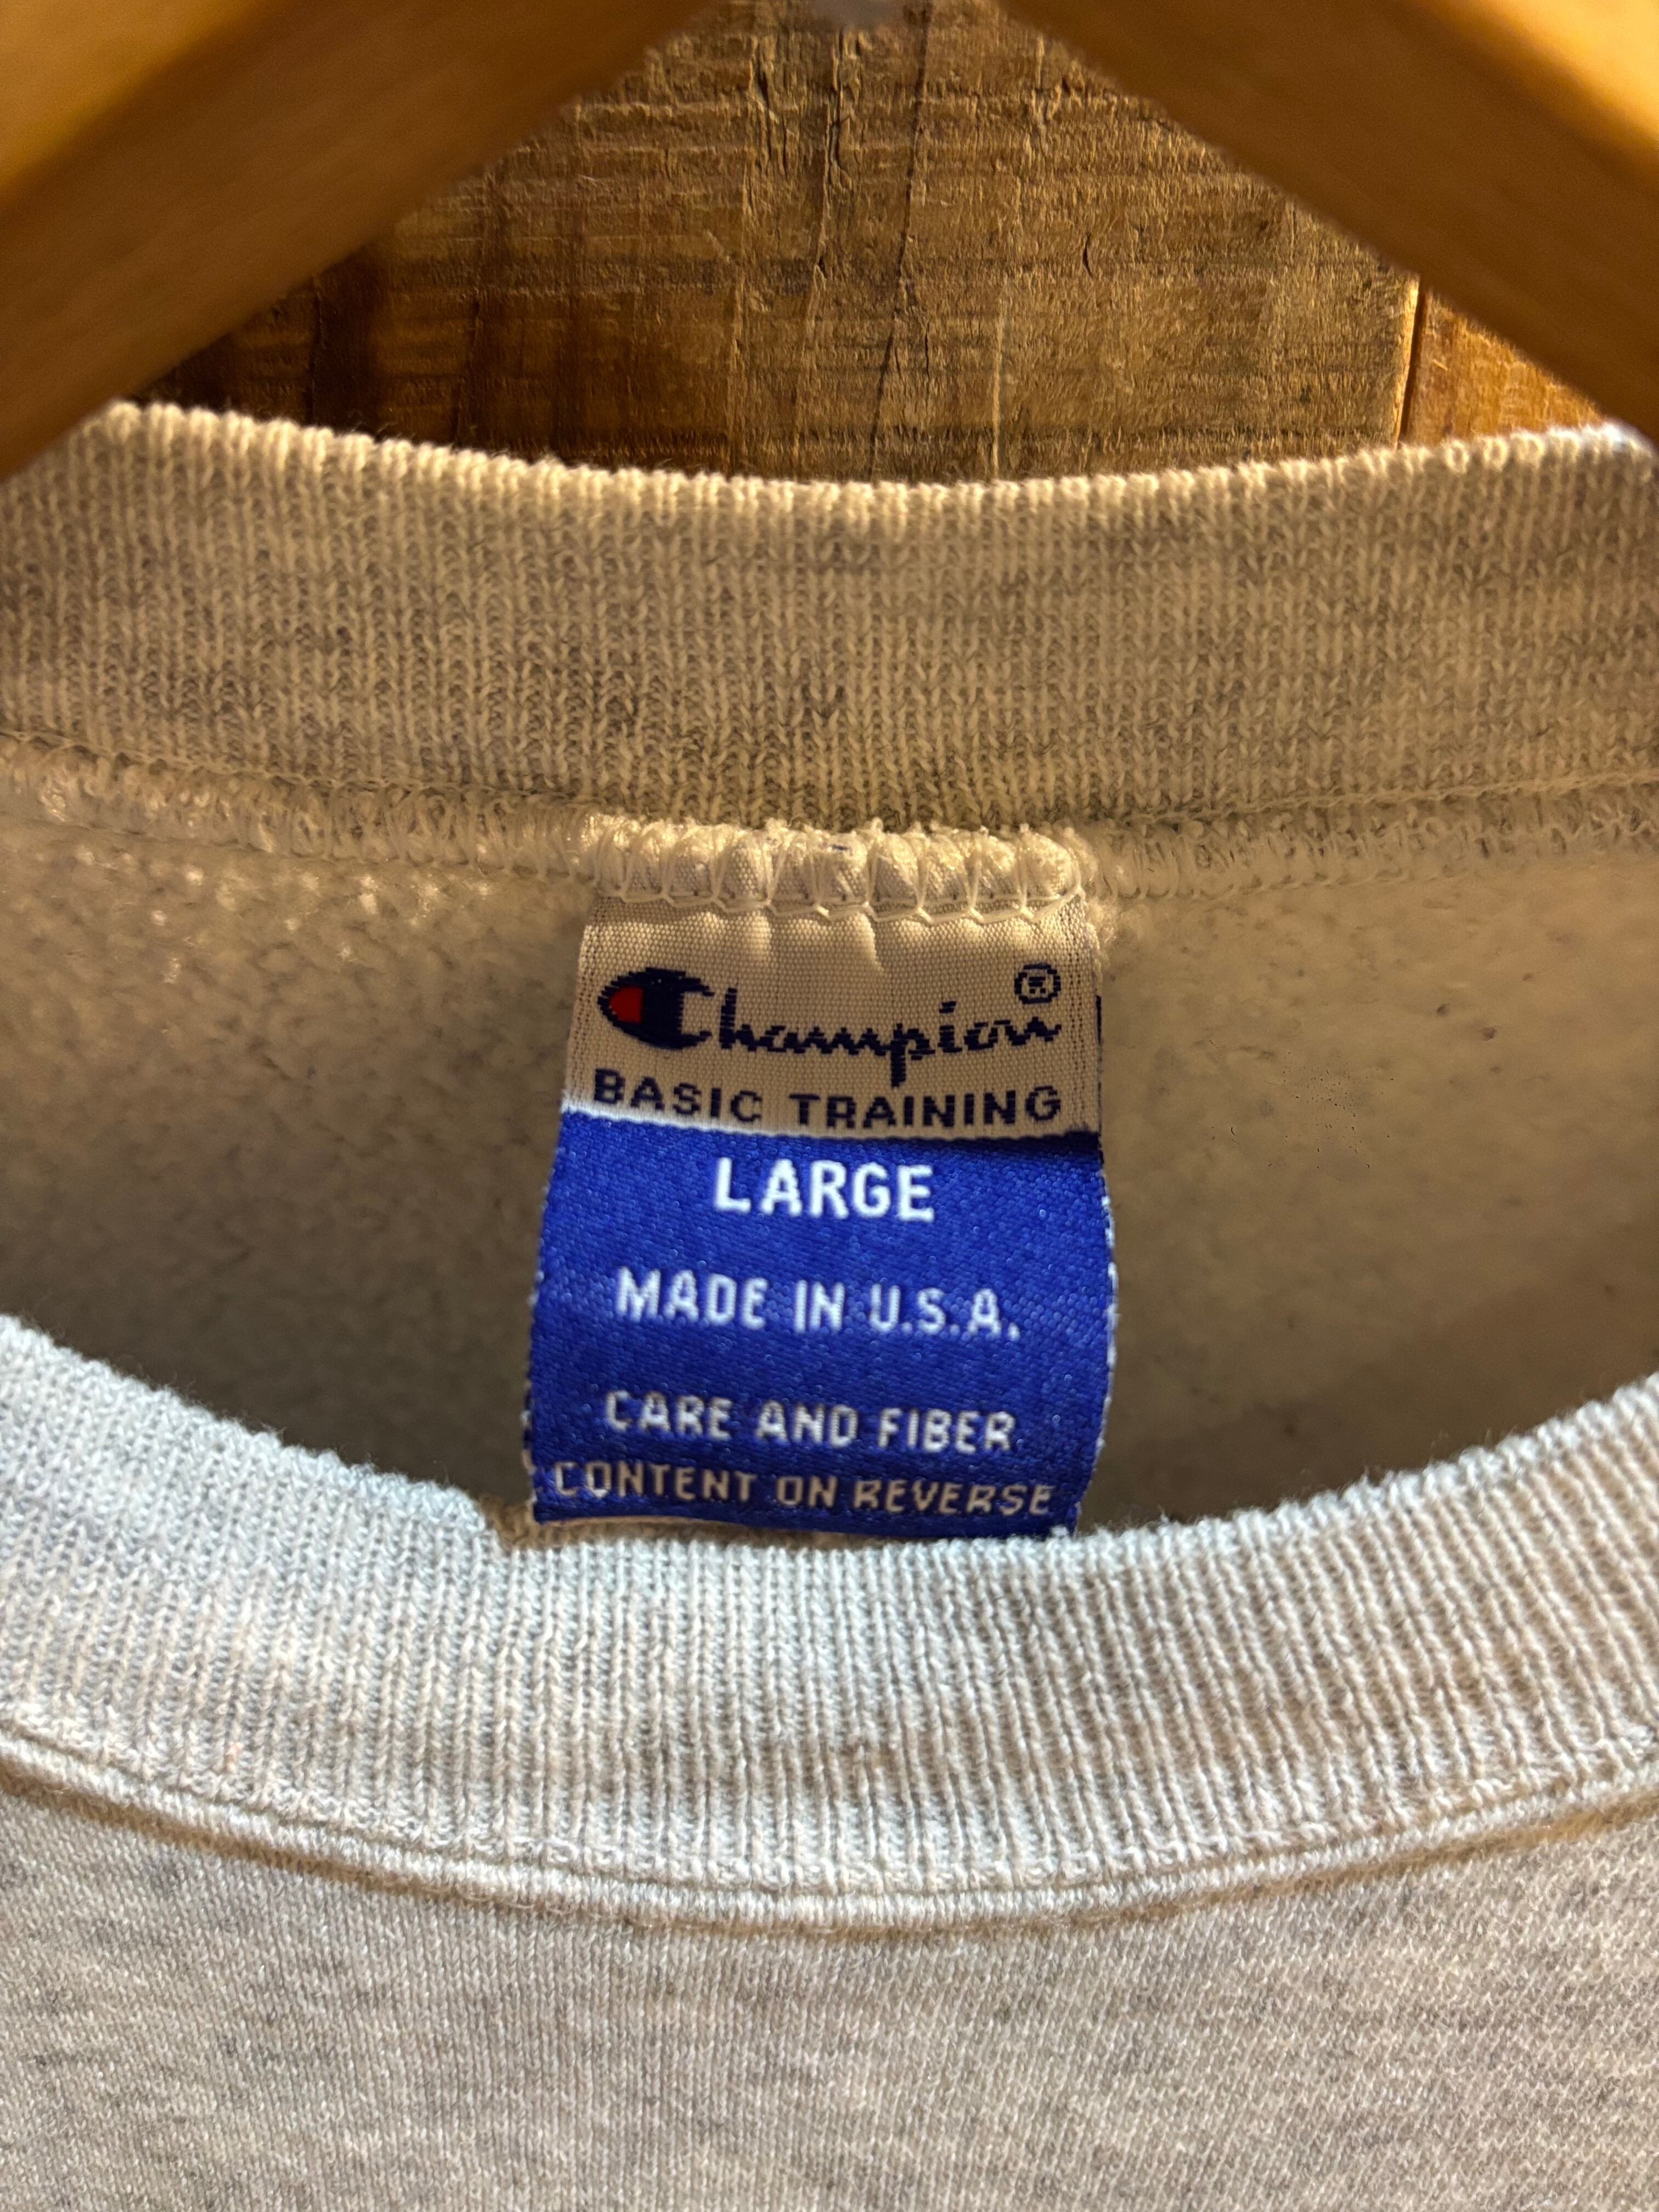 Champion®
BASIC TRAINING
LARGE
MADE IN U.S.A.
CARE AND FIBER
CONTENT ON REVERSE